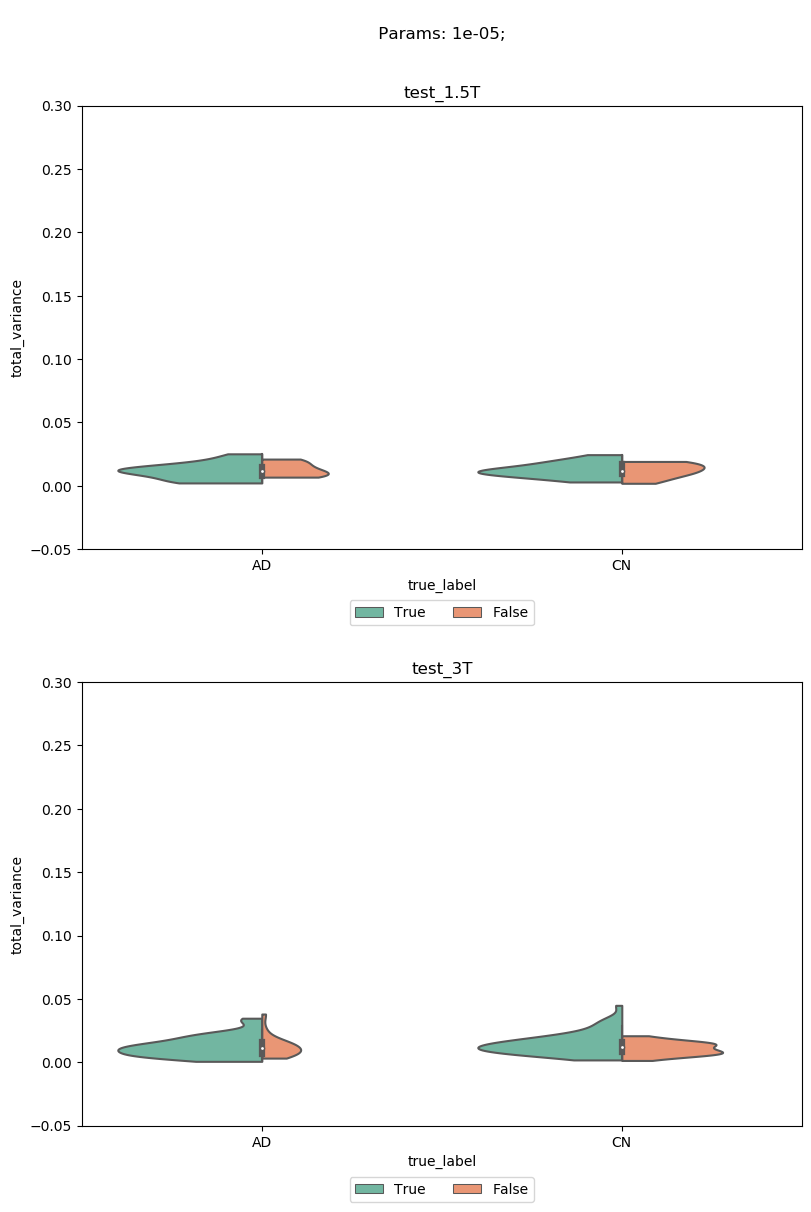 Params: 1e-05;
test_1.5T
0.30
0.25
0.20
0.15
0.10
0.05
0.00
−0.05
total_variance
AD CN
true_label
True False
test_3T
0.30
0.25
0.20
0.15
0.10
0.05
0.00
−0.05
total_variance
AD CN
true_label
True False